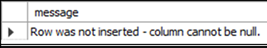 message
Row was not inserted - column cannot be null.